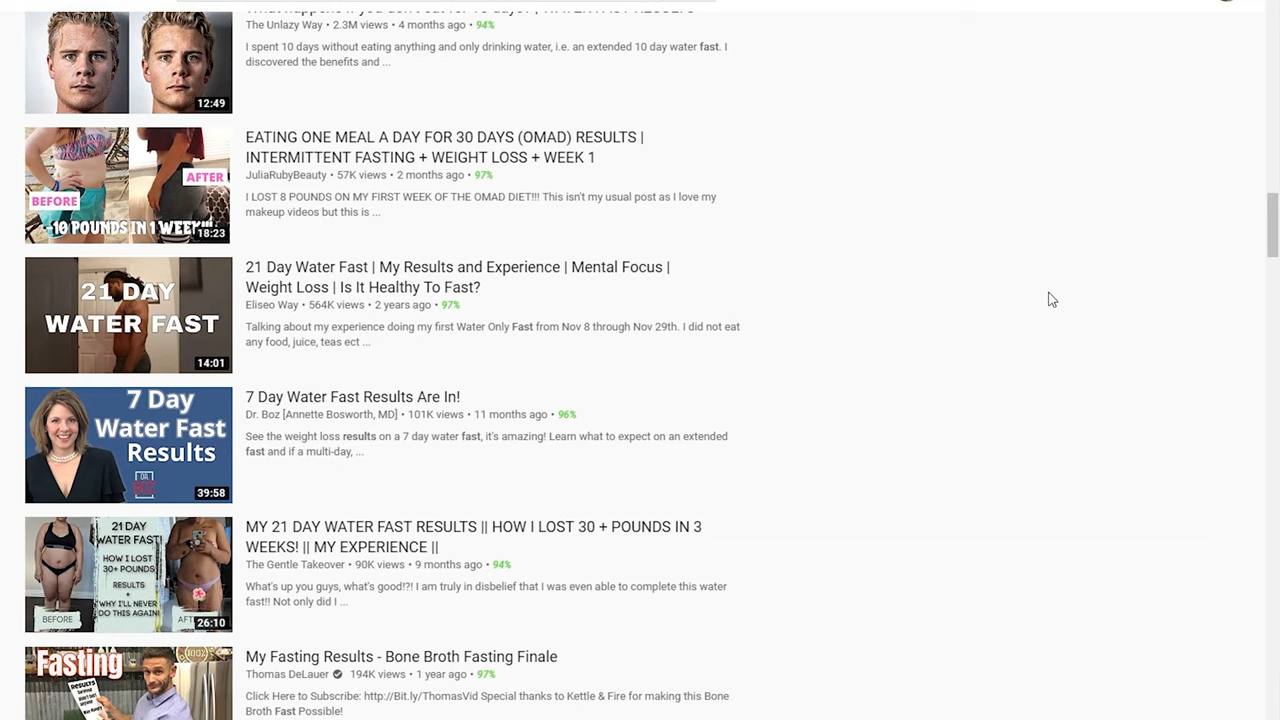 The Unlazy Way • 2.3M views • 4 months ago • 94%
I spent 10 days without eating anything and only drinking water, i.e. an extended 10 day water fast. I
discovered the benefits and ...
12:49
EATING ONE MEAL A DAY FOR 30 DAYS (OMAD) RESULTS |
INTERMITTENT FASTING + WEIGHT LOSS + WEEK 1
JuliaRubyBeauty • 57K views • 2 months ago • 97%
I LOST 8 POUNDS ON MY FIRST WEEK OF THE OMAD DIET!!! This isn't my usual post as I love my
makeup videos but this is ...
AFTER
BEFORE
-10 POUNDS IN 1 WEEK!!!
18:23
21 Day Water Fast | My Results and Experience | Mental Focus |
Weight Loss | Is It Healthy To Fast?
Eliseo Way • 564K views • 2 years ago • 97%
Talking about my experience doing my first Water Only Fast from Nov 8 through Nov 29th. I did not eat
any food, juice, teas ect ...
21 DAY
WATER FAST
14:01
7 Day Water Fast Results Are In!
Dr. Boz [Annette Bosworth, MD] • 101K views • 11 months ago • 96%
See the weight loss results on a 7 day water fast, it's amazing! Learn what to expect on an extended
fast and if a multi-day, ...
7 Day
Water Fast
Results
DR.
BOZ
39:58
MY 21 DAY WATER FAST RESULTS || HOW I LOST 30 + POUNDS IN 3
WEEKS! || MY EXPERIENCE ||
The Gentle Takeover • 90K views • 9 months ago • 94%
What's up you guys, what's good!?! I am truly in disbelief that I was even able to complete this water
fast!! Not only did I ...
21 DAY
WATER FAST!
HOW I LOST
30+ POUNDS
RESULTS
+
WHY I'LL NEVER
DO THIS AGAIN!
BEFORE
26:10
My Fasting Results - Bone Broth Fasting Finale
Thomas DeLauer 194K views • 1 year ago • 97%
Click Here to Subscribe: http://Bit.ly/ThomasVid Special thanks to Kettle & Fire for making this Bone
Broth Fast Possible!
Fasting
RESULTS